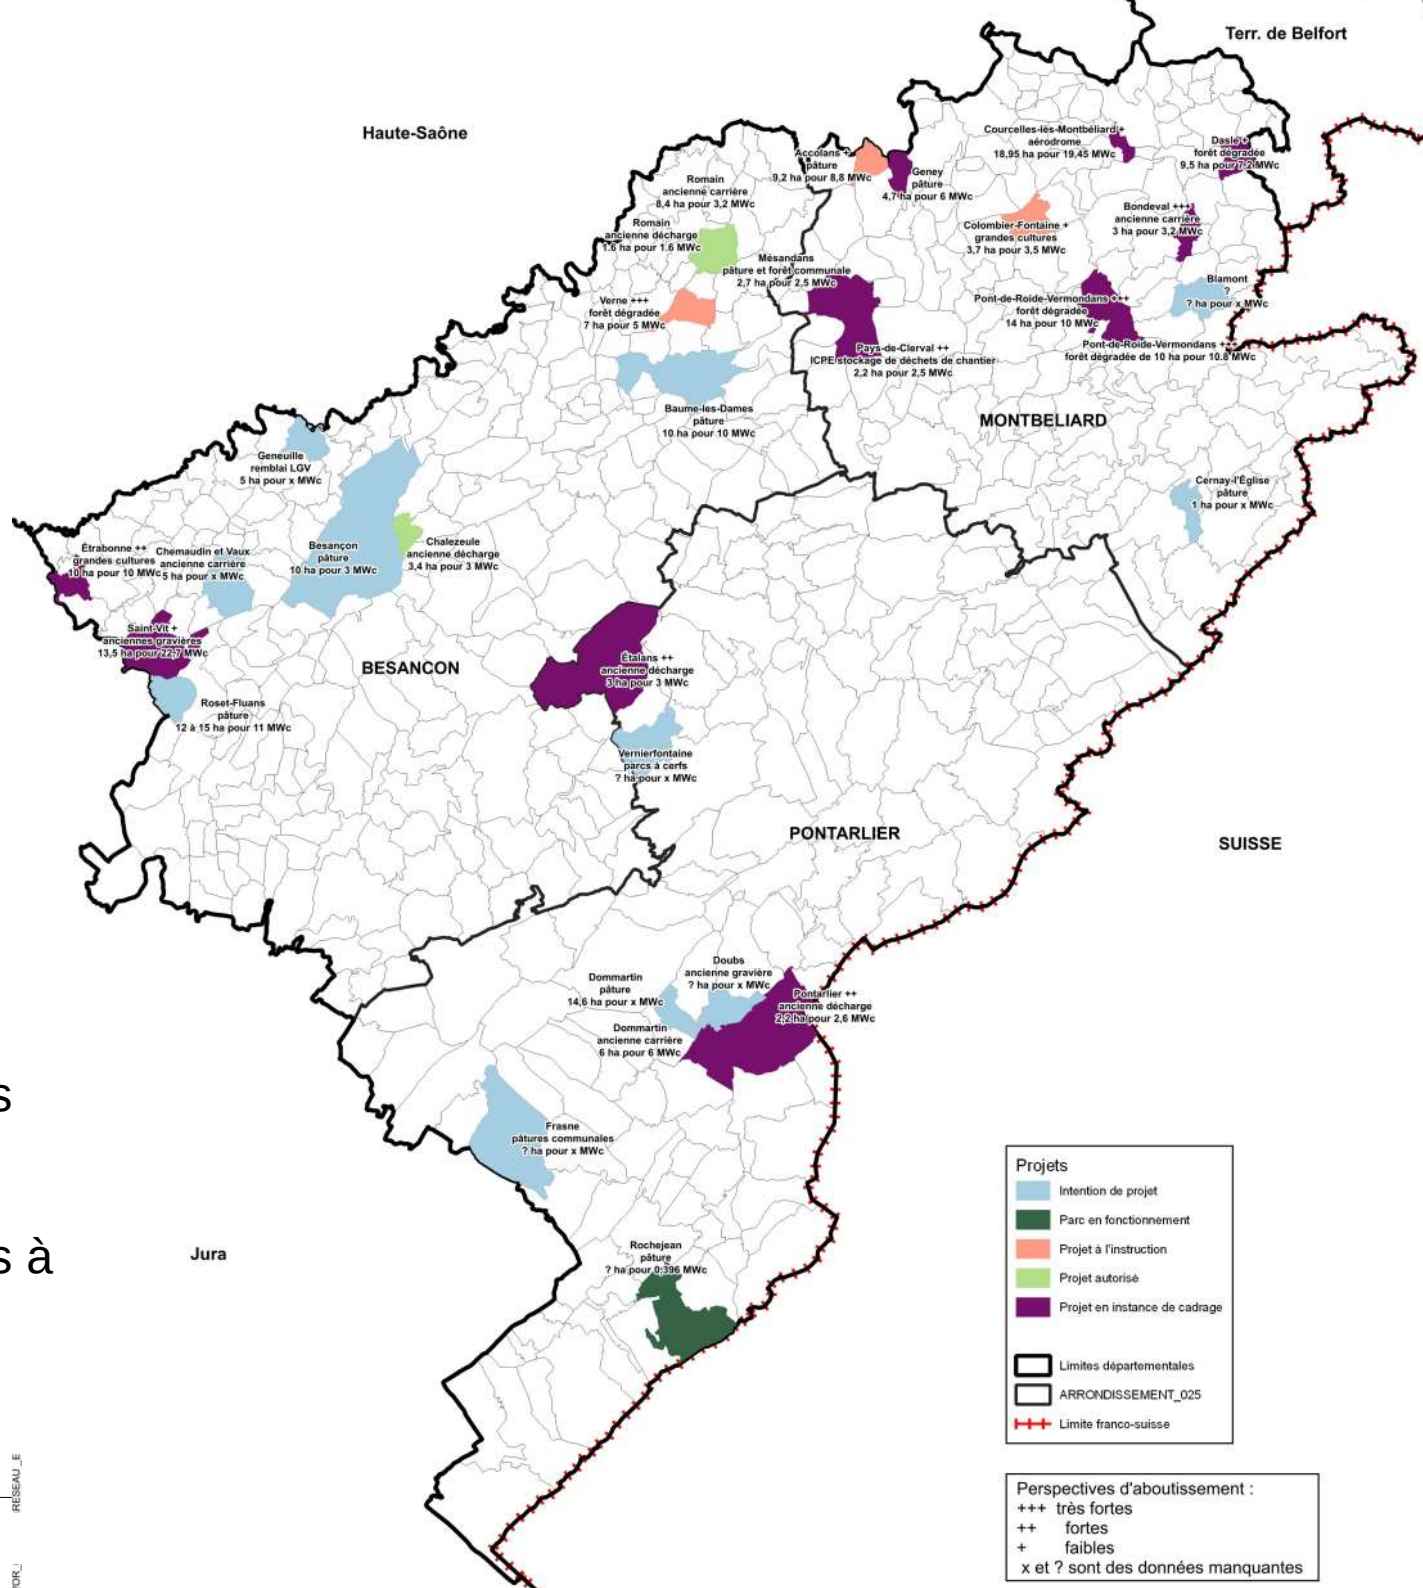 Terr. de Belfort
Haute-Saône
Courcelles-lès-Montbéliard +
aérodrome
18,95 ha pour 19,45 MWc
Dasle +
forêt dégradée
9,5 ha pour 7,2 MWc
Accolans +
pâture
9,2 ha pour 8,8 MWc
Geney
pâture
4,7 ha pour 6 MWc
Romain
ancienne carrière
8,4 ha pour 3,2 MWc
Romain
ancienne décharge
1.6 ha pour 1.6 MWc
Colombier-Fontaine +
grandes cultures
3,7 ha pour 3,5 MWc
Bondeval +++
ancienne carrière
3 ha pour 3,2 MWc
Mésandans
pâture et forêt communale
2,7 ha pour 2,5 MWc
Blamont
?
? ha pour x MWc
Verne +++
forêt dégradée
7 ha pour 5 MWc
Pont-de-Roide-Vermondans +++
forêt dégradée
14 ha pour 10 MWc
Pont-de-Roide-Vermondans +++
forêt dégradée de 10 ha pour 10.8 MWc
Pays-de-Clerval ++
ICPE stockage de déchets de chantier
2,2 ha pour 2,5 MWc
Baume-les-Dames
pâture
10 ha pour 10 MWc
MONTBELIARD
Geneuille
remblai LGV
5 ha pour x MWc
Cernay-l'Église
pâture
1 ha pour x MWc
Étrabonne ++
grandes cultures
10 ha pour 10 MWc
Chemaudin et Vaux
ancienne carrière
5 ha pour x MWc
Besançon
pâture
10 ha pour 3 MWc
Chalezeule
ancienne décharge
3,4 ha pour 3 MWc
Saint-Vit +
anciennes gravières
13,5 ha pour 22,7 MWc
BESANCON
Étalans ++
ancienne décharge
3 ha pour 3 MWc
Roset-Fluans
pâture
12 à 15 ha pour 11 MWc
Vernierfontaine
parcs à cerfs
? ha pour x MWc
PONTARLIER
SUISSE
Doubs
ancienne gravière
? ha pour x MWc
Dommartin
pâture
14,6 ha pour x MWc
Pontarlier ++
ancienne décharge
2,2 ha pour 2,6 MWc
Dommartin
ancienne carrière
6 ha pour 6 MWc
s
Frasne
pâtures communales
? ha pour x MWc
s à
Jura
Rochejean
pâture
? ha pour 0,396 MWc
Projets
Intention de projet
Parc en fonctionnement
Projet à l'instruction
Projet autorisé
Projet en instance de cadrage
Limites départementales
ARRONDISSEMENT_025
Limite franco-suisse
Perspectives d'aboutissement :
+++ très fortes
++ fortes
+ faibles
x et ? sont des données manquantes
RESEAU_E